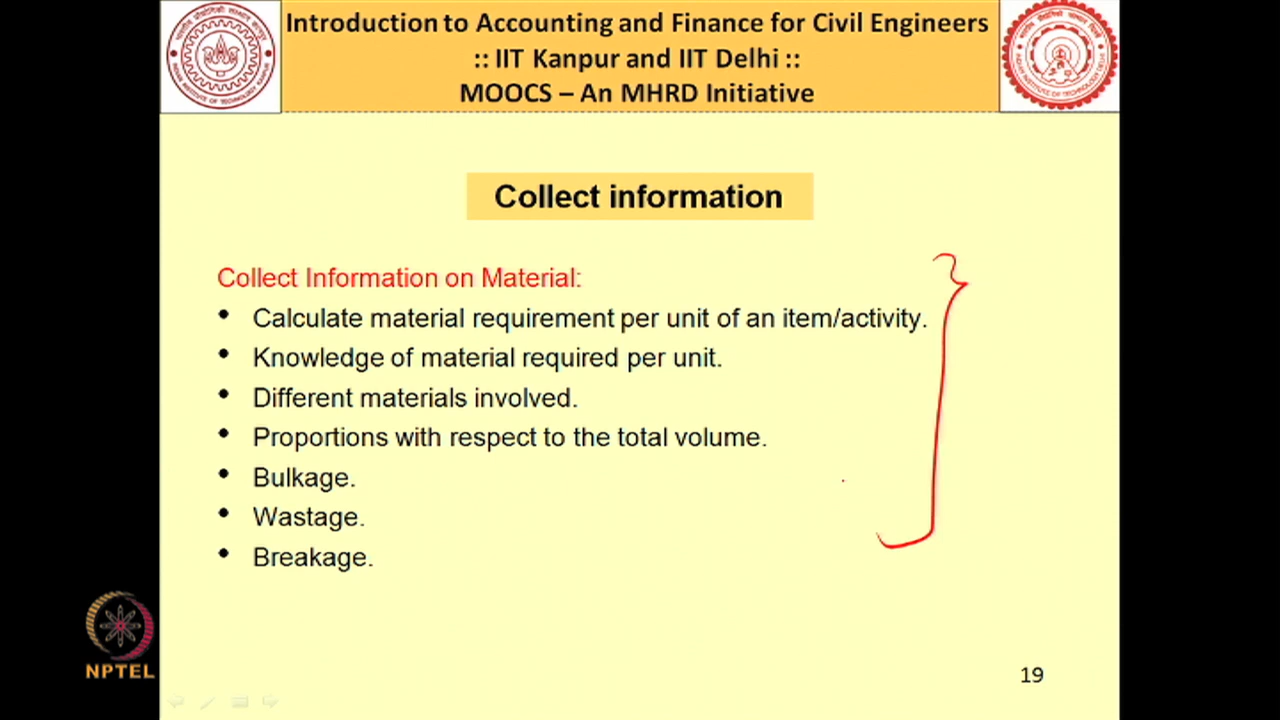 Introduction to Accounting and Finance for Civil Engineers
:: IIT Kanpur and IIT Delhi ::
MOOCS – An MHRD Initiative
Collect information
Collect Information on Material:
• Calculate material requirement per unit of an item/activity.
• Knowledge of material required per unit.
• Different materials involved.
• Proportions with respect to the total volume.
• Bulkage.
• Wastage.
• Breakage.
NPTEL
19